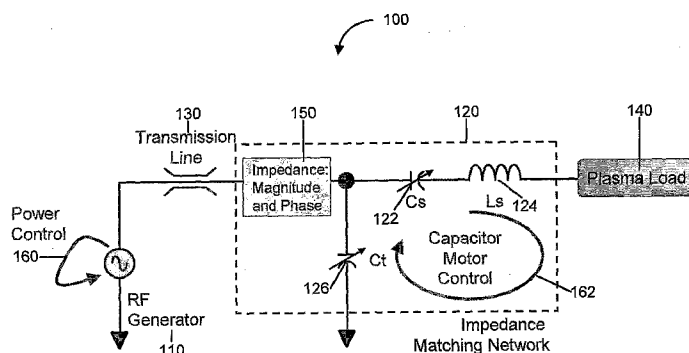 100
130
150
120
140
Transmission
Line
Impedance:
Magnitude
and Phase
Plasma Load
Cs
Ls
122
124
Power
Control
160
Ct
126
Capacitor
Motor
Control
162
RF
Generator
110
Impedance
Matching Network